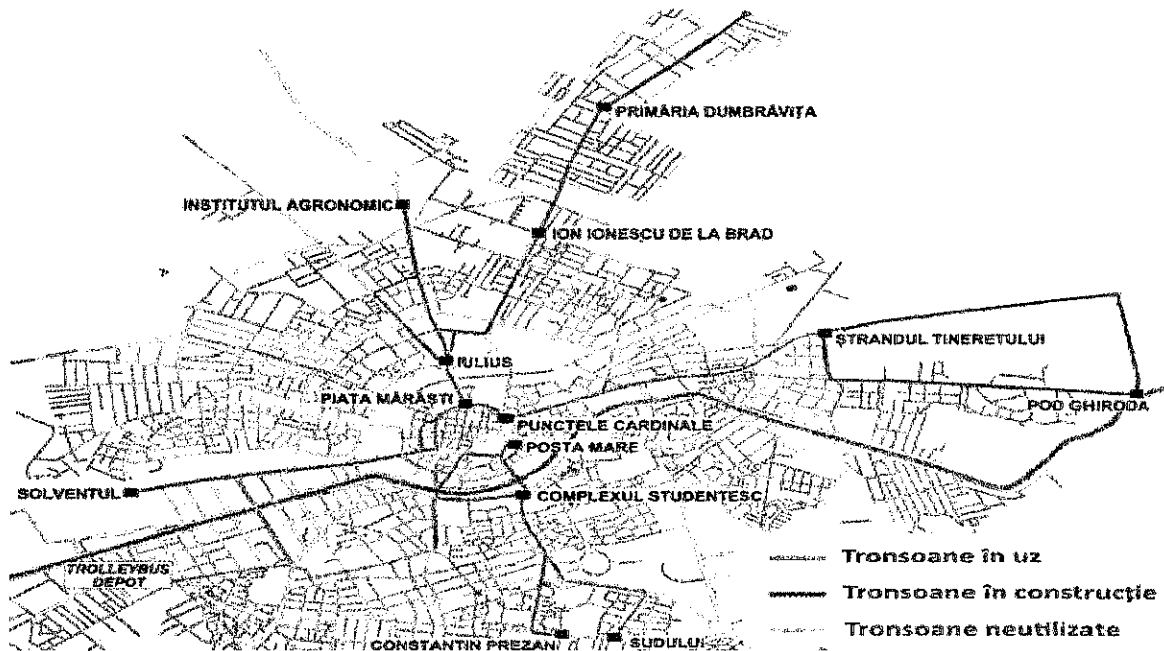 PRIMĂRIA DUMBRĂVIȚA
INSTITUTUL AGRONOMIC
ION IONESCU DE LA BRAD
ȘTRANDUL TINERETULUI
IULIUS
PIAȚA MĂRĂȘTI
POD GHIRODA
PUNCTELE CARDINALE
POȘTA MARE
SOLVENTUL
COMPLEXUL STUDENȚESC
TROLLEYBUS
DEPOT
Tronsoane în uz
Tronsoane în construcție
Tronsoane neutilizate
CONSTANTIN PREZAN
SUDULUI